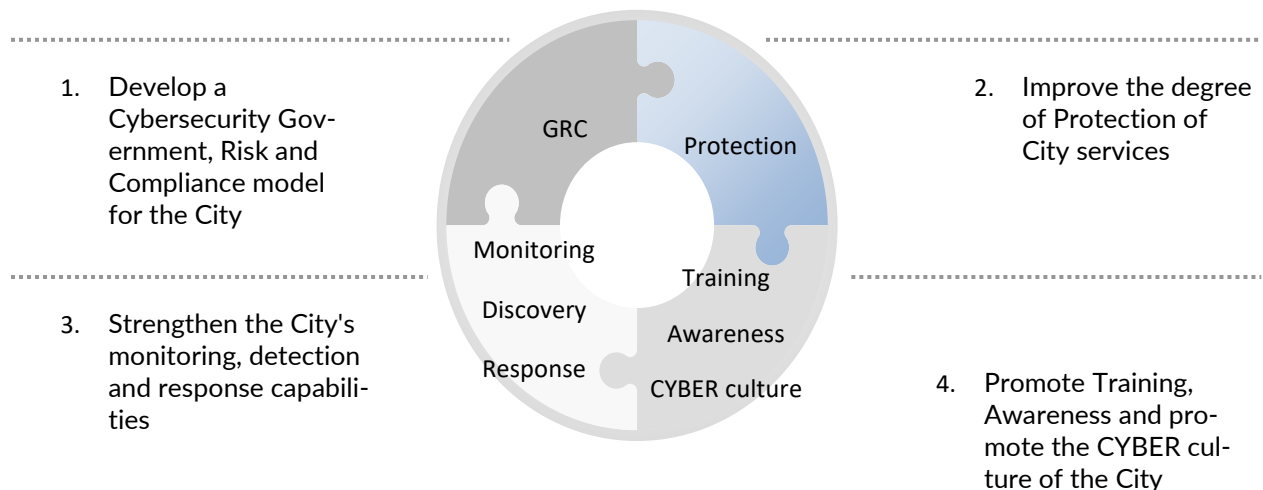 1. Develop a
Cybersecurity Gov-
ernment, Risk and
Compliance model
for the City
GRC
Protection
2. Improve the degree
of Protection of
City services
3. Strengthen the City's
monitoring, detection
and response capabili-
ties
Monitoring
Discovery
Response
Training
Awareness
CYBER culture
4. Promote Training,
Awareness and pro-
mote the CYBER cul-
ture of the City